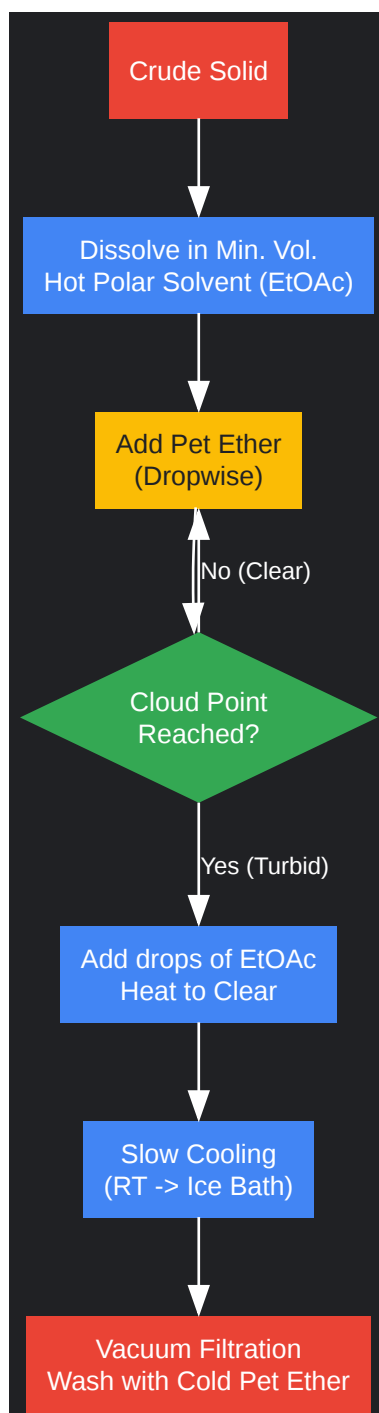 Crude Solid
Dissolve in Min. Vol.
Hot Polar Solvent (EtOAc)
Add Pet Ether
(Dropwise)
No (Clear)
Cloud Point
Reached?
Yes (Turbid)
Add drops of EtOAc
Heat to Clear
Slow Cooling
(RT -> Ice Bath)
Vacuum Filtration
Wash with Cold Pet Ether